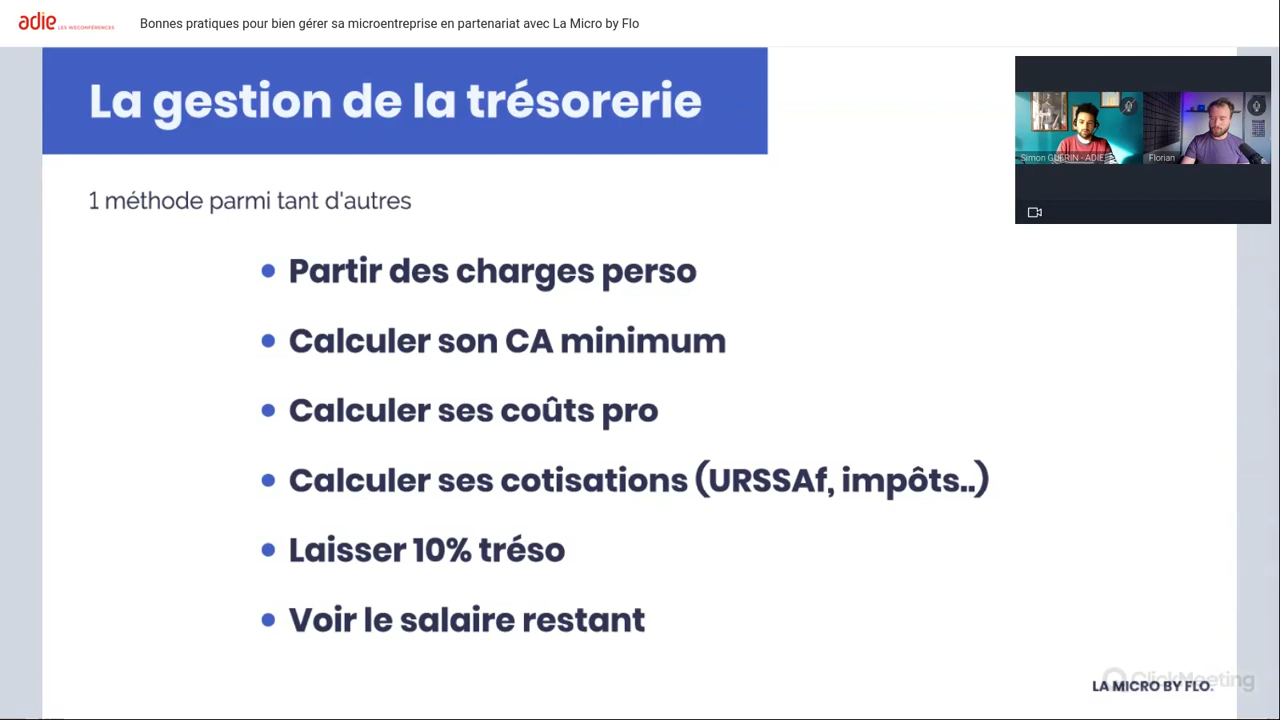 adie LES WEBCONFÉRENCES
Bonnes pratiques pour bien gérer sa microentreprise en partenariat avec La Micro by Flo
La gestion de la trésorerie
1 méthode parmi tant d'autres
Partir des charges perso
Calculer son CA minimum
Calculer ses coûts pro
Calculer ses cotisations (URSSAf, impôts..)
Laisser 10% tréso
Voir le salaire restant
Simon GUERIN - ADIE
Florian
ClickMeeting
LA MICRO BY FLO.